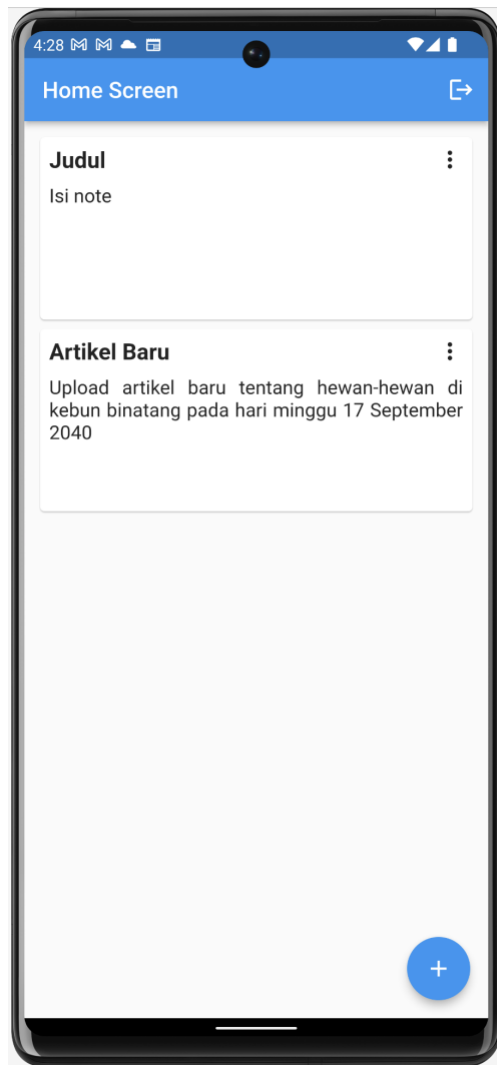 4:28
Home Screen
Judul
Isi note
Artikel Baru
Upload artikel baru tentang hewan-hewan di
kebun binatang pada hari minggu 17 September
2040